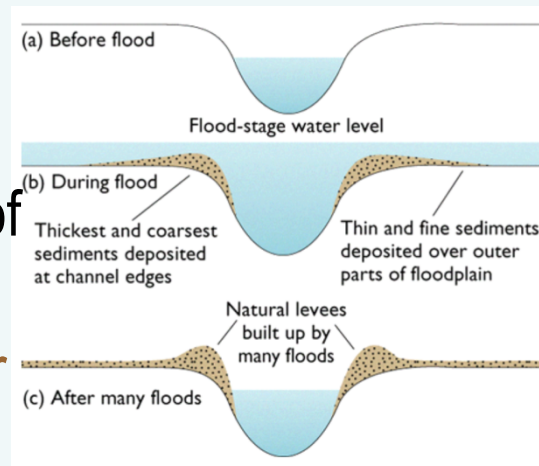 (a) Before flood
Flood-stage water level
(b) During flood
of
Thickest and coarsest
sediments deposited
at channel edges
Thin and fine sediments
deposited over outer
parts of floodplain
Natural levees
built up by
many floods
(c) After many floods